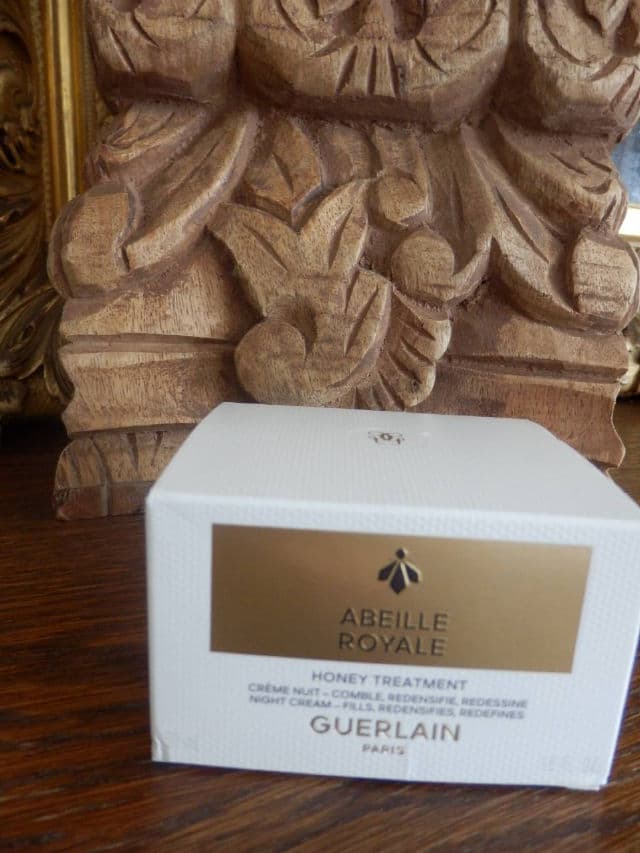 ABEILLE
ROYALE
HONEY TREATMENT
CRÈME NUIT – COMBLE, REDENSIFIE, REDESSINE
NIGHT CREAM – FILLS, REDENSIFIES, REDEFINES
GUERLAIN
PARIS